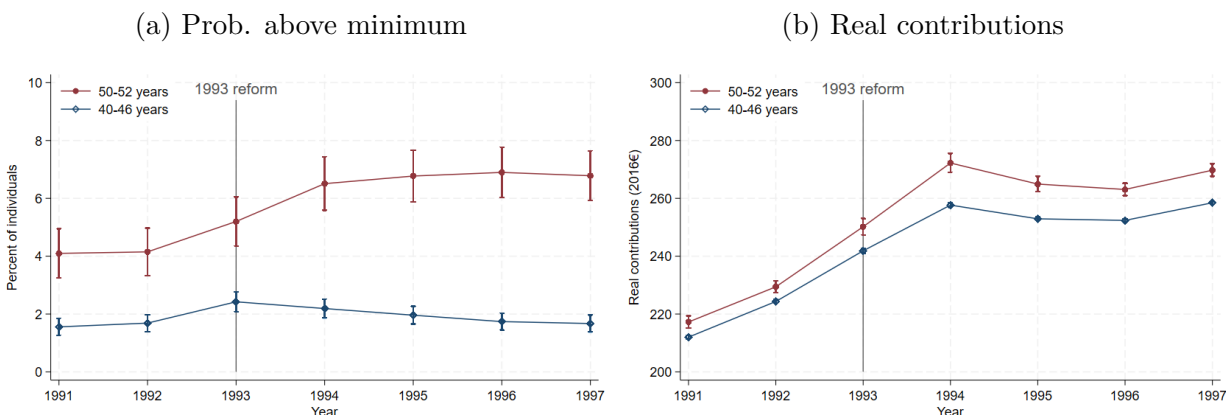 (a) Prob. above minimum
10
8
6
4
2
0
Percent of individuals
50-52 years
40-46 years
1993 reform
1991 1992 1993 1994 1995 1996 1997
Year
(b) Real contributions
300
280
260
240
220
200
Real contributions (2016€)
50-52 years
40-46 years
1993 reform
1991 1992 1993 1994 1995 1996 1997
Year